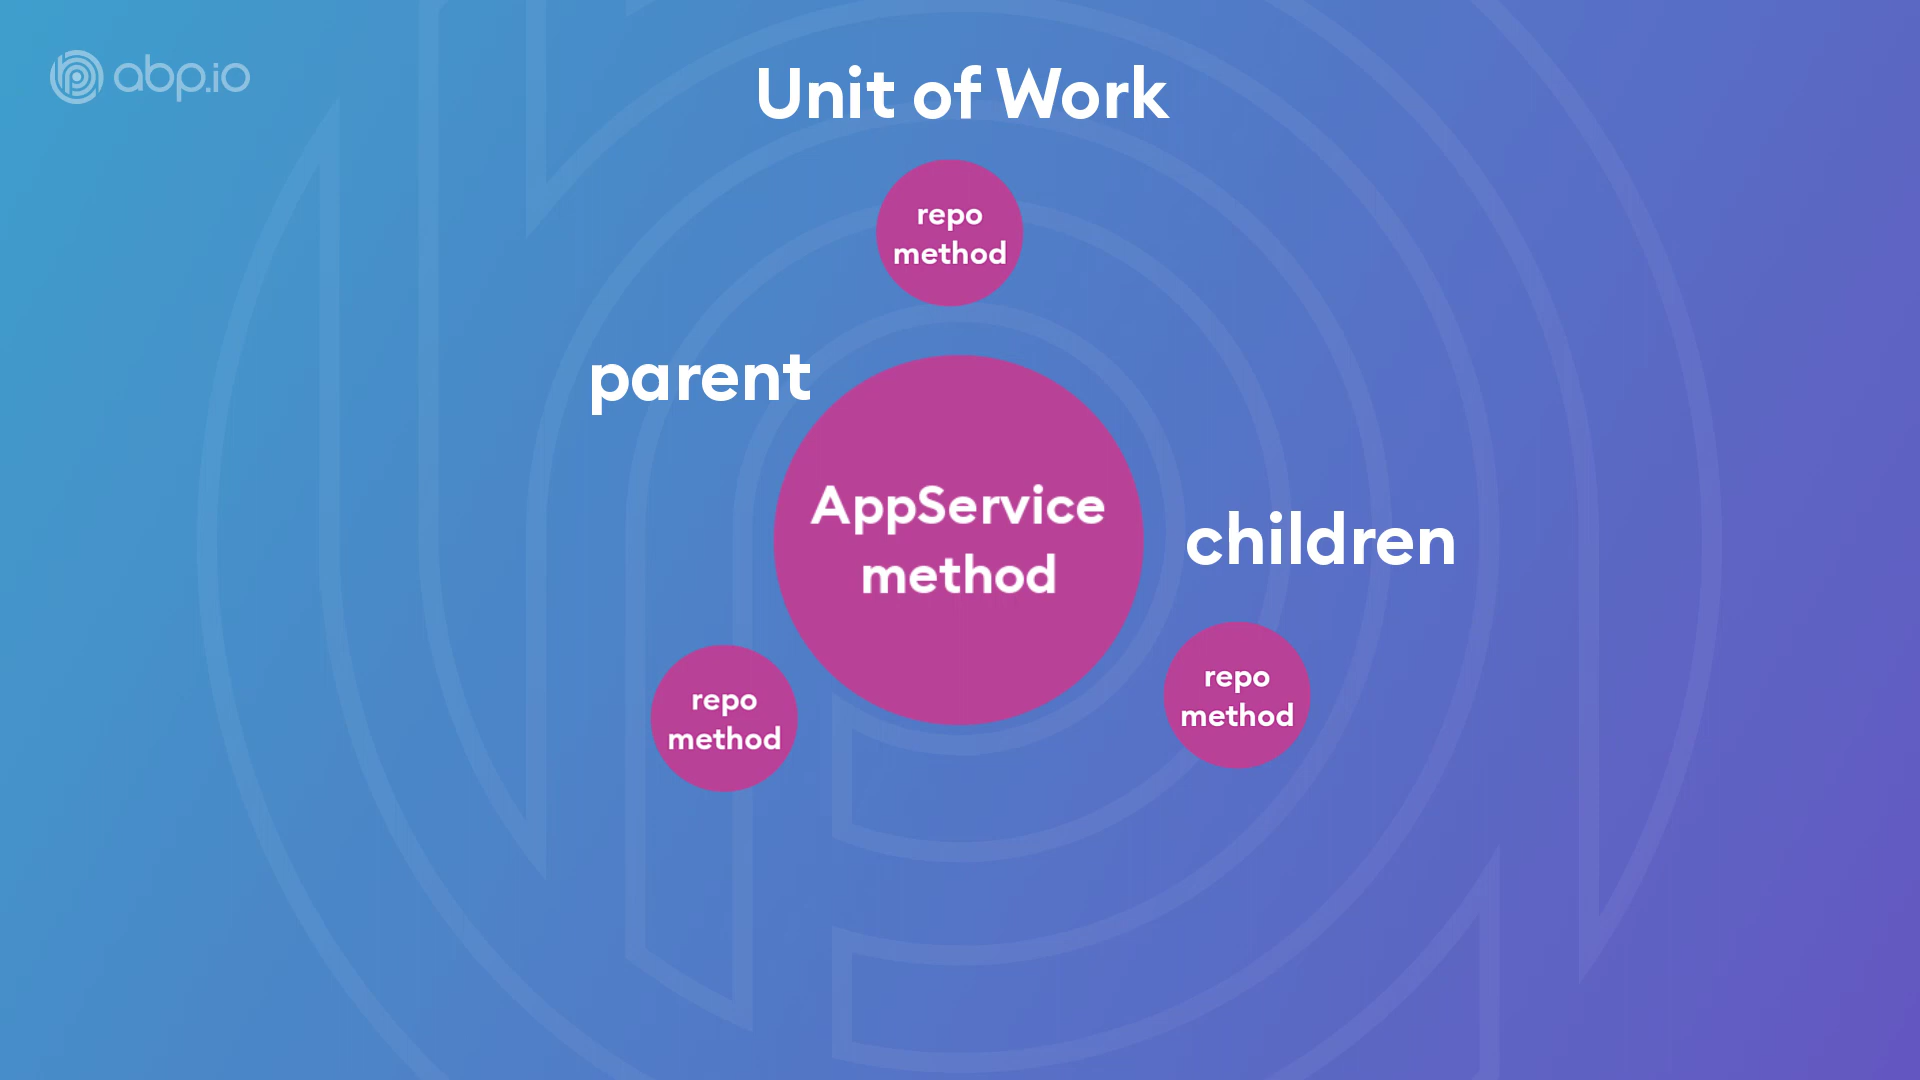 abp.io
Unit of Work
repo
method
parent
AppService
method
children
repo
method
repo
method